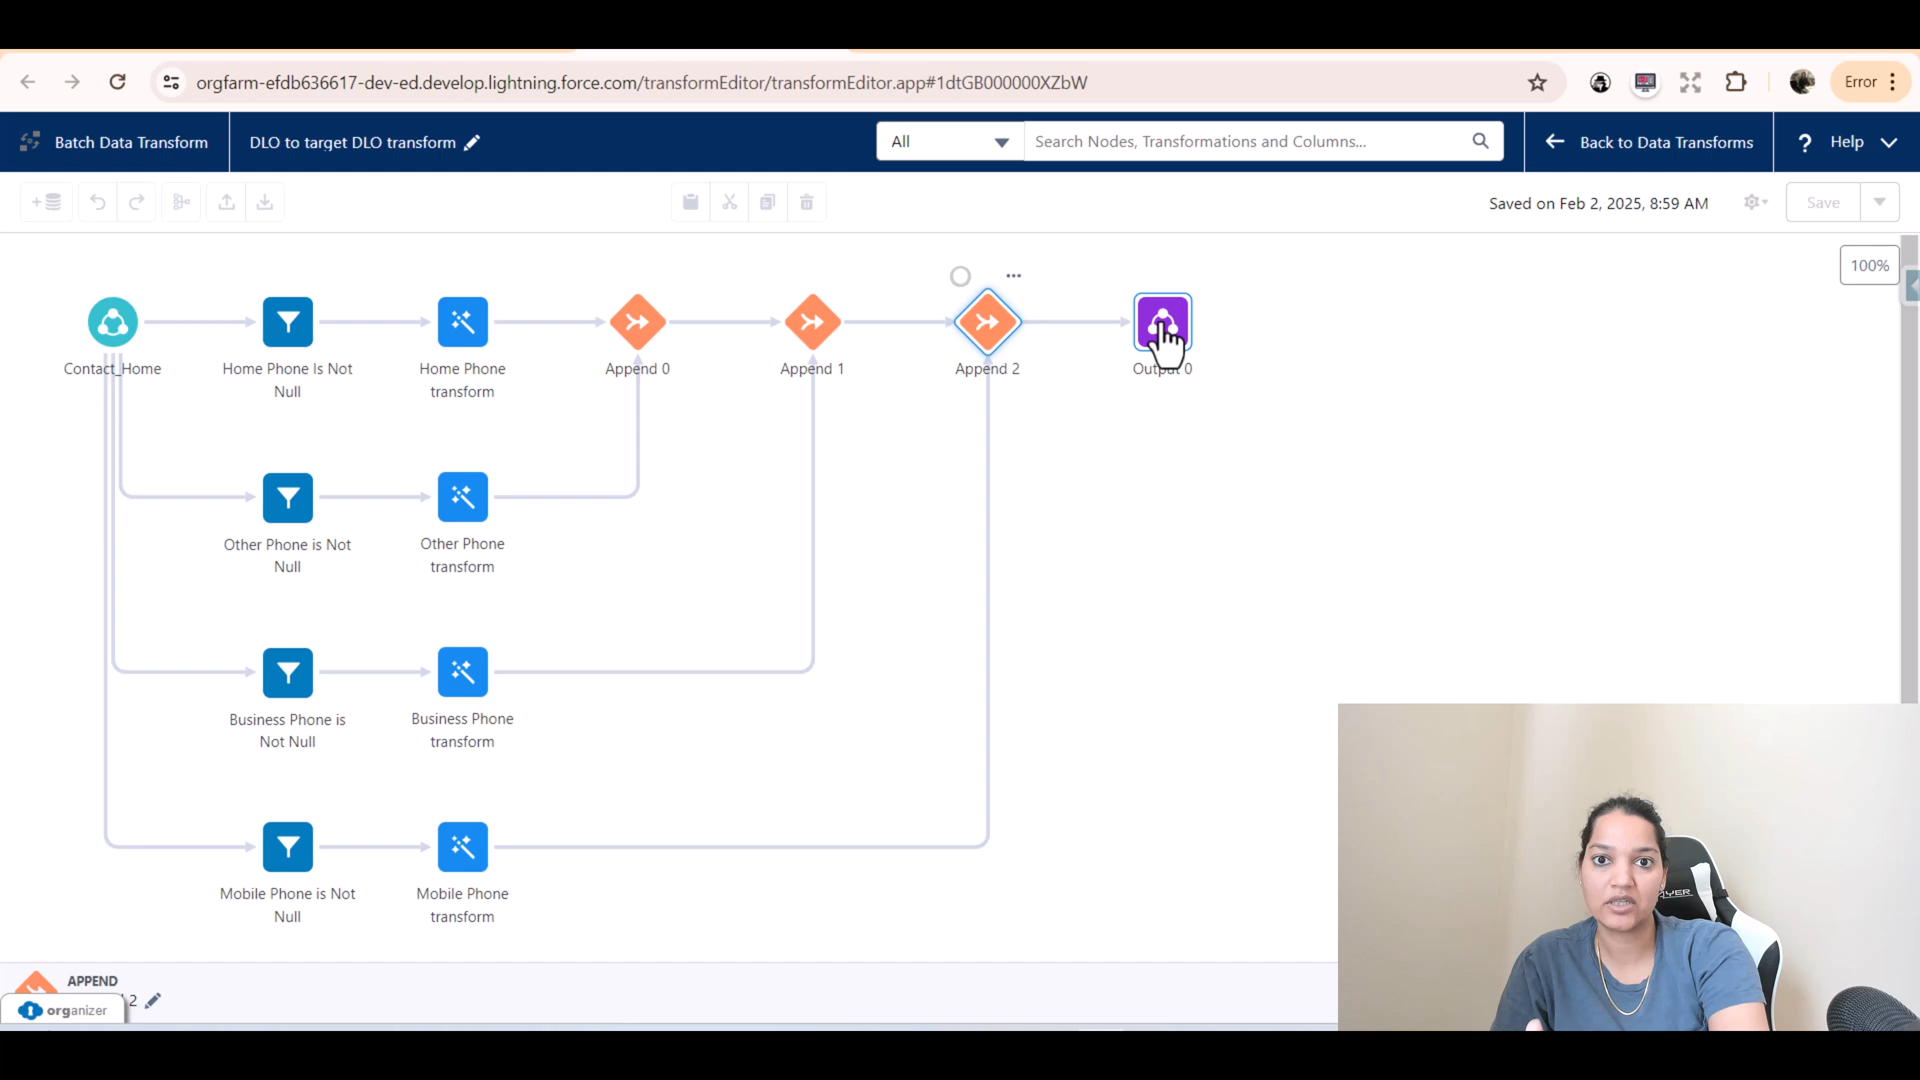 orgfarm-efdb636617-dev-ed.develop.lightning.force.com/transformEditor/transformEditor.app#1dtGB000000XZbW
Error
Batch Data Transform
DLO to target DLO transform
All
Search Nodes, Transformations and Columns...
Back to Data Transforms
? Help
Saved on Feb 2, 2025, 8:59 AM
Save
100%
Contact_Home
Home Phone Is Not
Null
Home Phone
transform
Append 0
Append 1
Append 2
Output 0
Other Phone is Not
Null
Other Phone
transform
Business Phone is
Not Null
Business Phone
transform
Mobile Phone is Not
Null
Mobile Phone
transform
APPEND
2
organizer